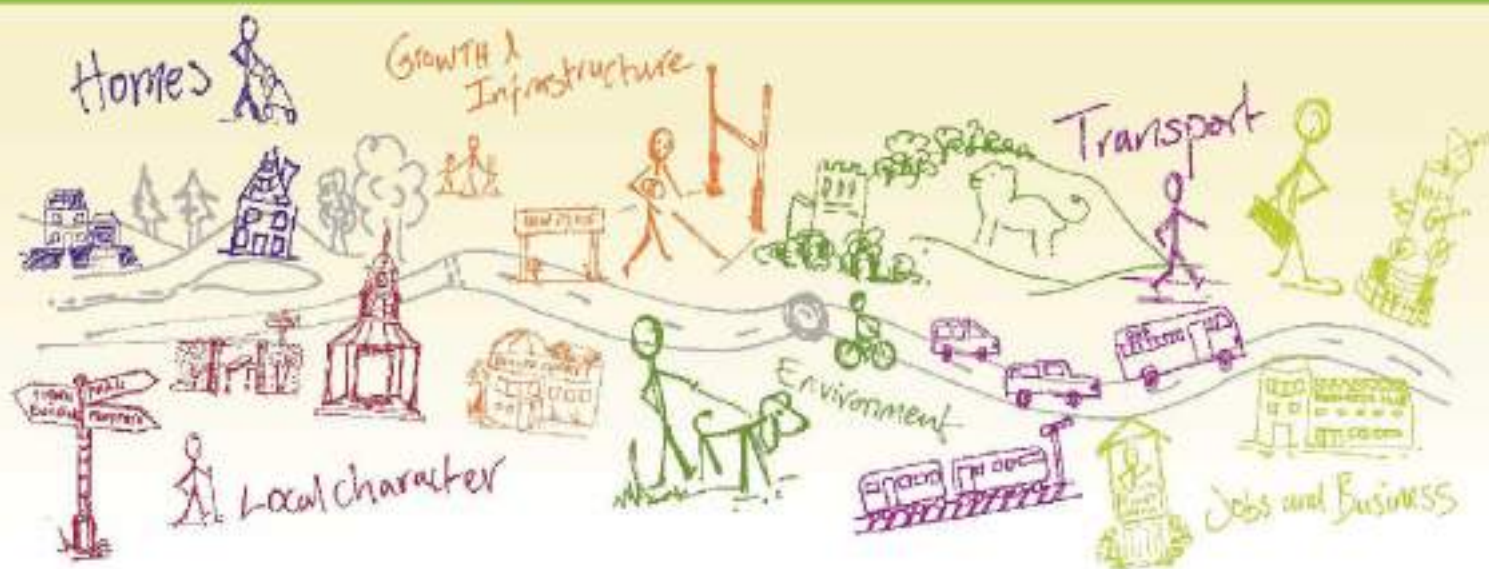 Homes
Growth &
Infrastructure
Transport
Environment
Local character
Jobs and Business